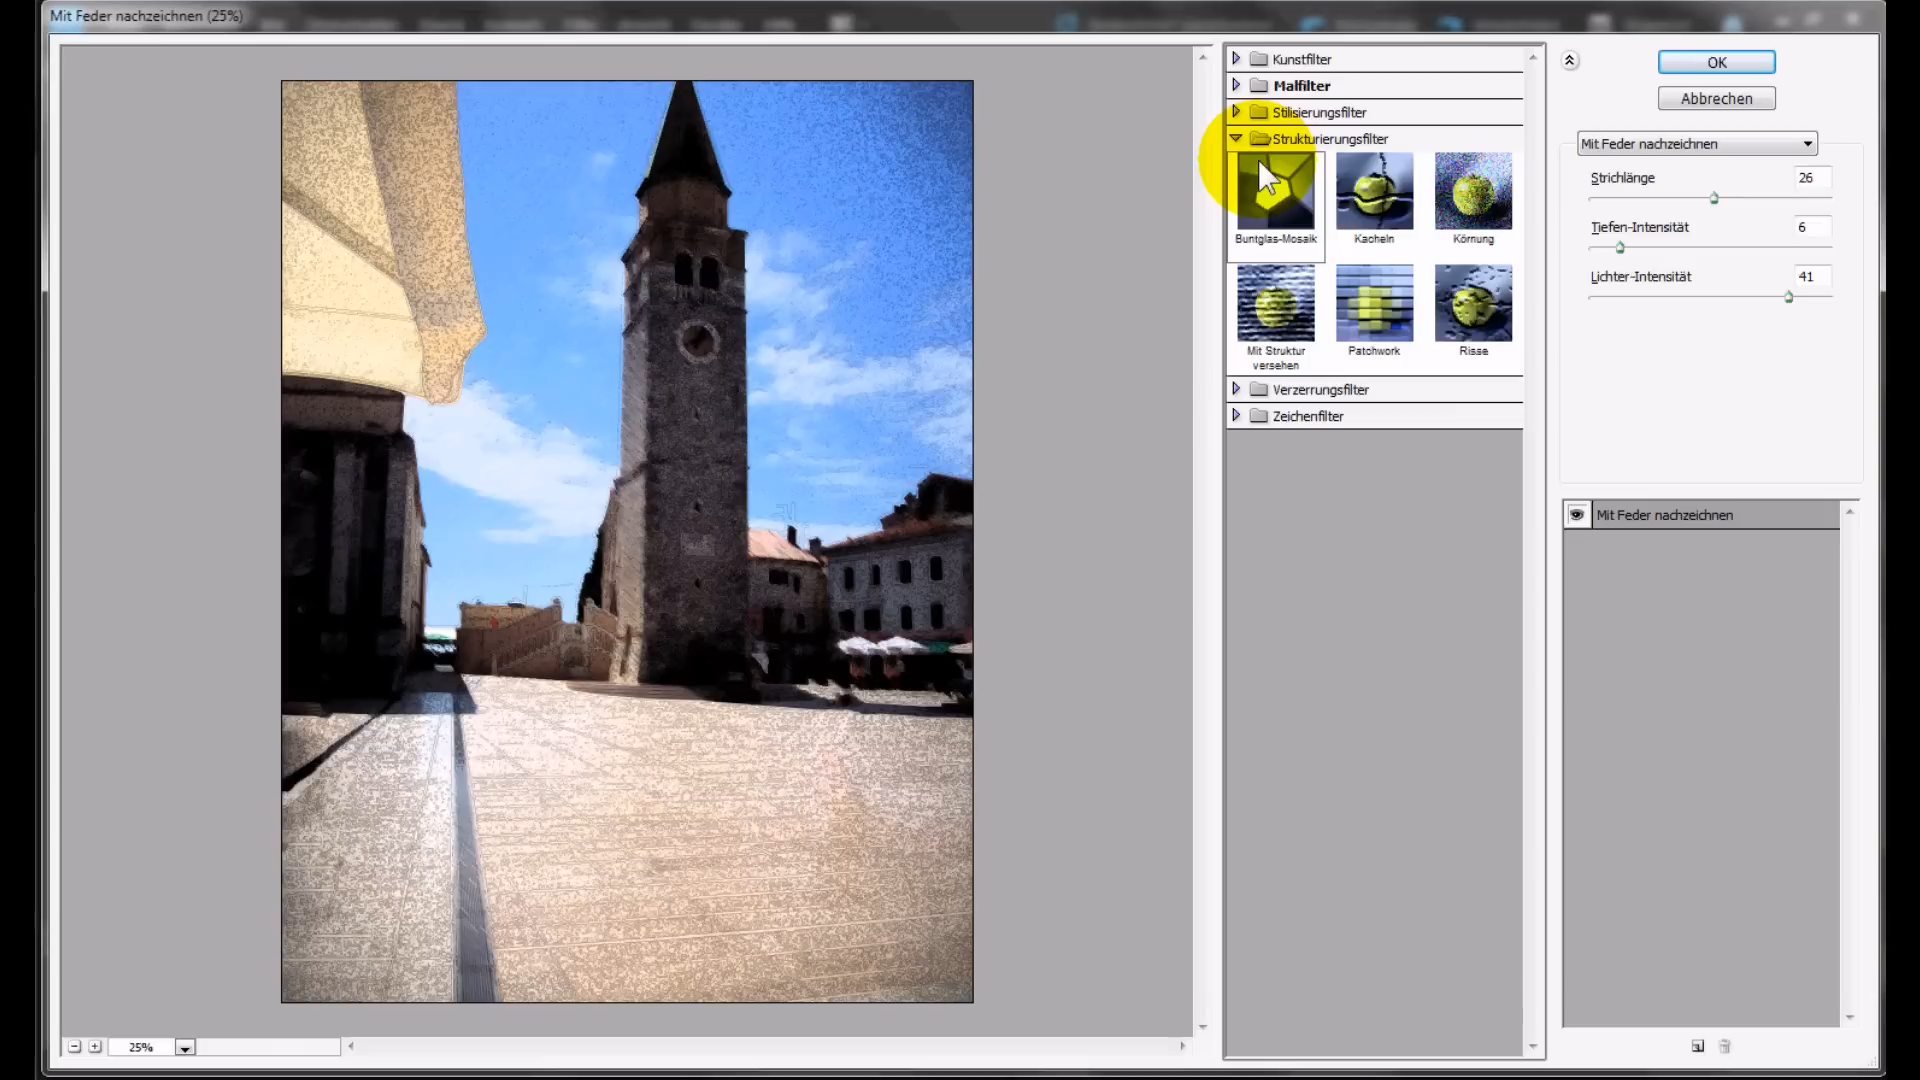 Mit Feder nachzeichnen (25%)
Kunstfilter
Malfilter
Stilisierungsfilter
Strukturierungsfilter
Buntglas-Mosaik
Kacheln
Körnung
Mit Struktur
versehen
Patchwork
Risse
Verzerrungsfilter
Zeichenfilter
OK
Abbrechen
Mit Feder nachzeichnen
Strichlänge 26
Tiefen-Intensität 6
Lichter-Intensität 41
Mit Feder nachzeichnen
25%